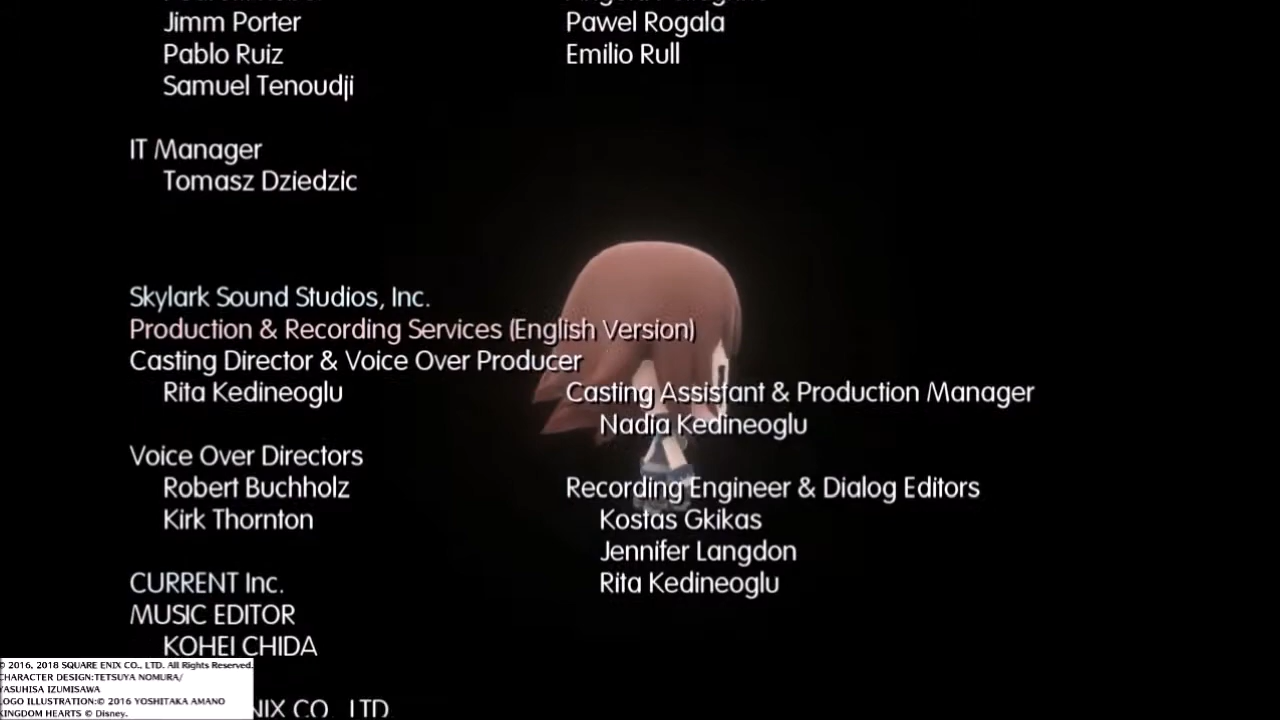 Jimm Porter
Pablo Ruiz
Samuel Tenoudji
Pawel Rogala
Emilio Rull
IT Manager
Tomasz Dziedzic
Skylark Sound Studios, Inc.
Production & Recording Services (English Version)
Casting Director & Voice Over Producer
Rita Kedineoglu
Casting Assistant & Production Manager
Nadia Kedineoglu
Voice Over Directors
Robert Buchholz
Kirk Thornton
Recording Engineer & Dialog Editors
Kostas Gkikas
Jennifer Langdon
Rita Kedineoglu
CURRENT Inc.
MUSIC EDITOR
KOHEI CHIDA
© 2016, 2018 SQUARE ENIX CO., LTD. All Rights Reserved.
CHARACTER DESIGN:TETSUYA NOMURA/
YASUHISA IZUMISAWA
LOGO ILLUSTRATION:© 2016 YOSHITAKA AMANO
KINGDOM HEARTS © Disney.
NIX CO., LTD.